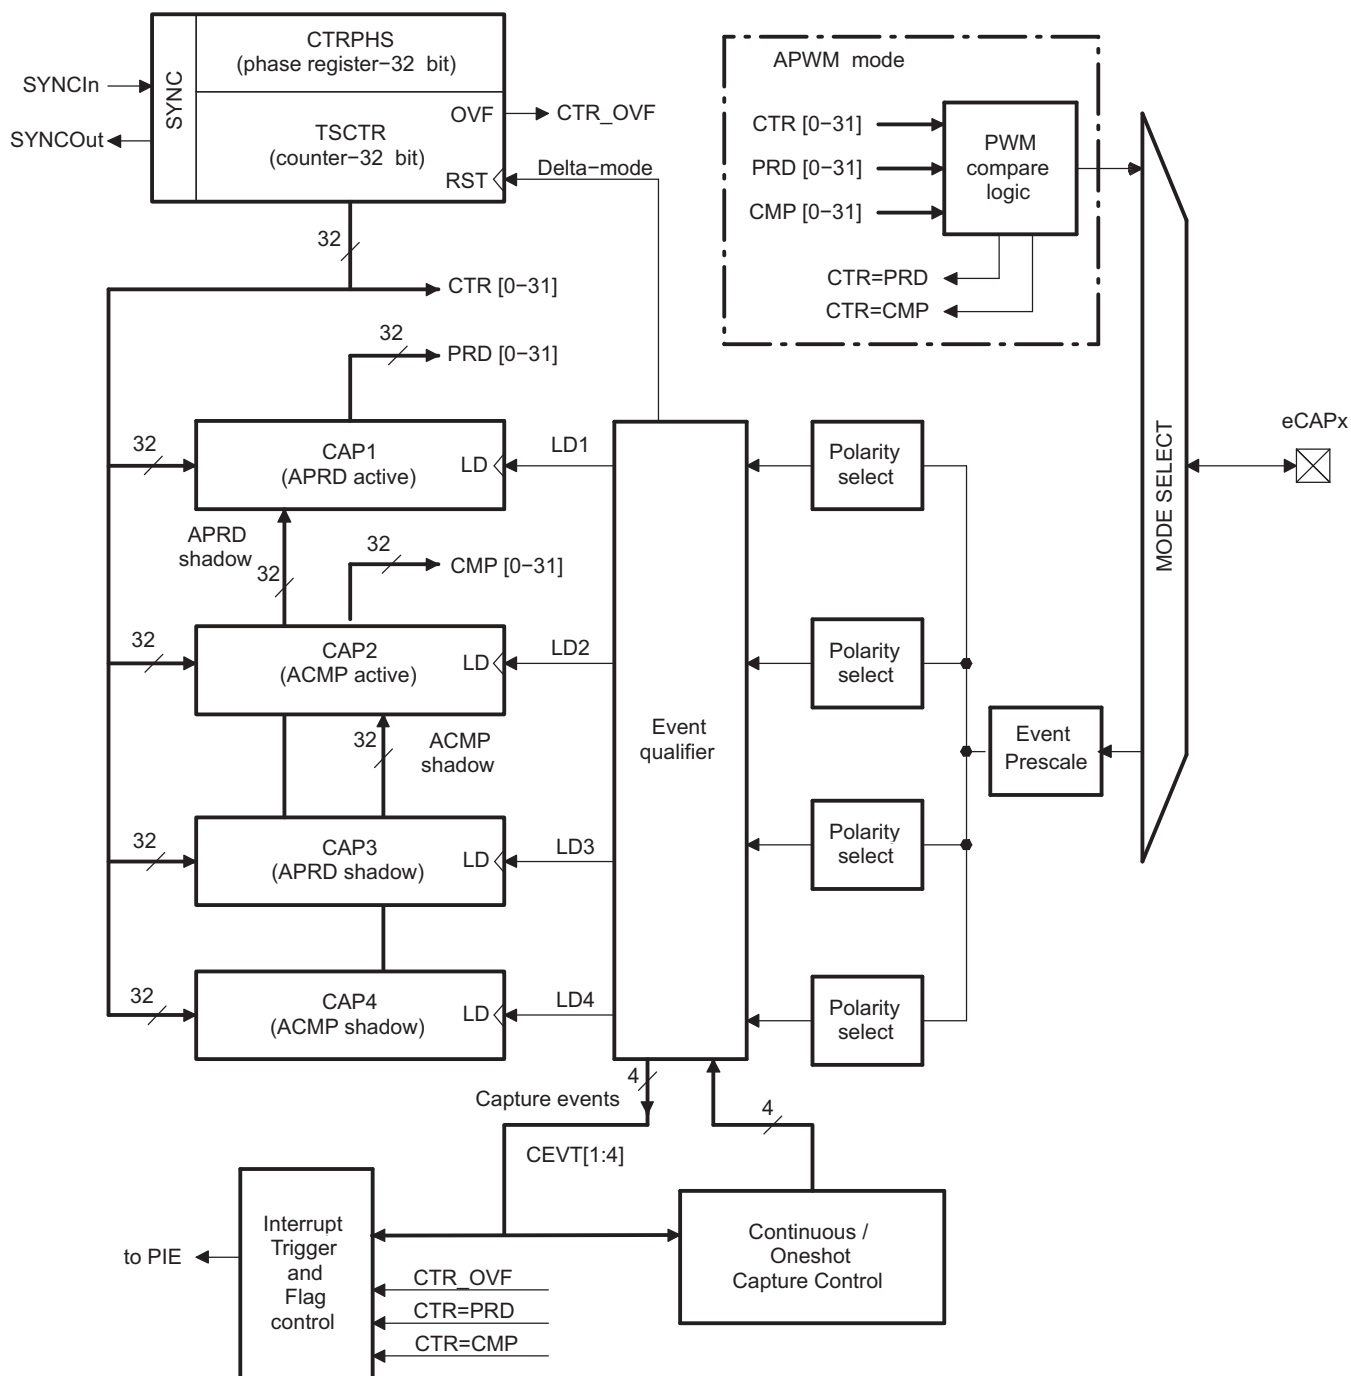 CTRPHS
(phase register−32 bit)
SYNC
SYNCIn
SYNCOut
TSCTR
(counter−32 bit)
OVF
CTR_OVF
RST
Delta−mode
32
CTR [0−31]
32
PRD [0−31]
APWM mode
CTR [0−31]
PRD [0−31]
CMP [0−31]
PWM
compare
logic
CTR=PRD
CTR=CMP
MODE SELECT
eCAPx
32
CAP1
(APRD active)
LD
LD1
Polarity
select
APRD
shadow
32
32
CMP [0−31]
32
CAP2
(ACMP active)
LD
LD2
Polarity
select
Event
qualifier
Event
Prescale
32
ACMP
shadow
32
CAP3
(APRD shadow)
LD
LD3
Polarity
select
32
CAP4
(ACMP shadow)
LD
LD4
Polarity
select
4
Capture events
CEVT[1:4]
4
Continuous /
Oneshot
Capture Control
Interrupt
Trigger
and
Flag
control
to PIE
CTR_OVF
CTR=PRD
CTR=CMP